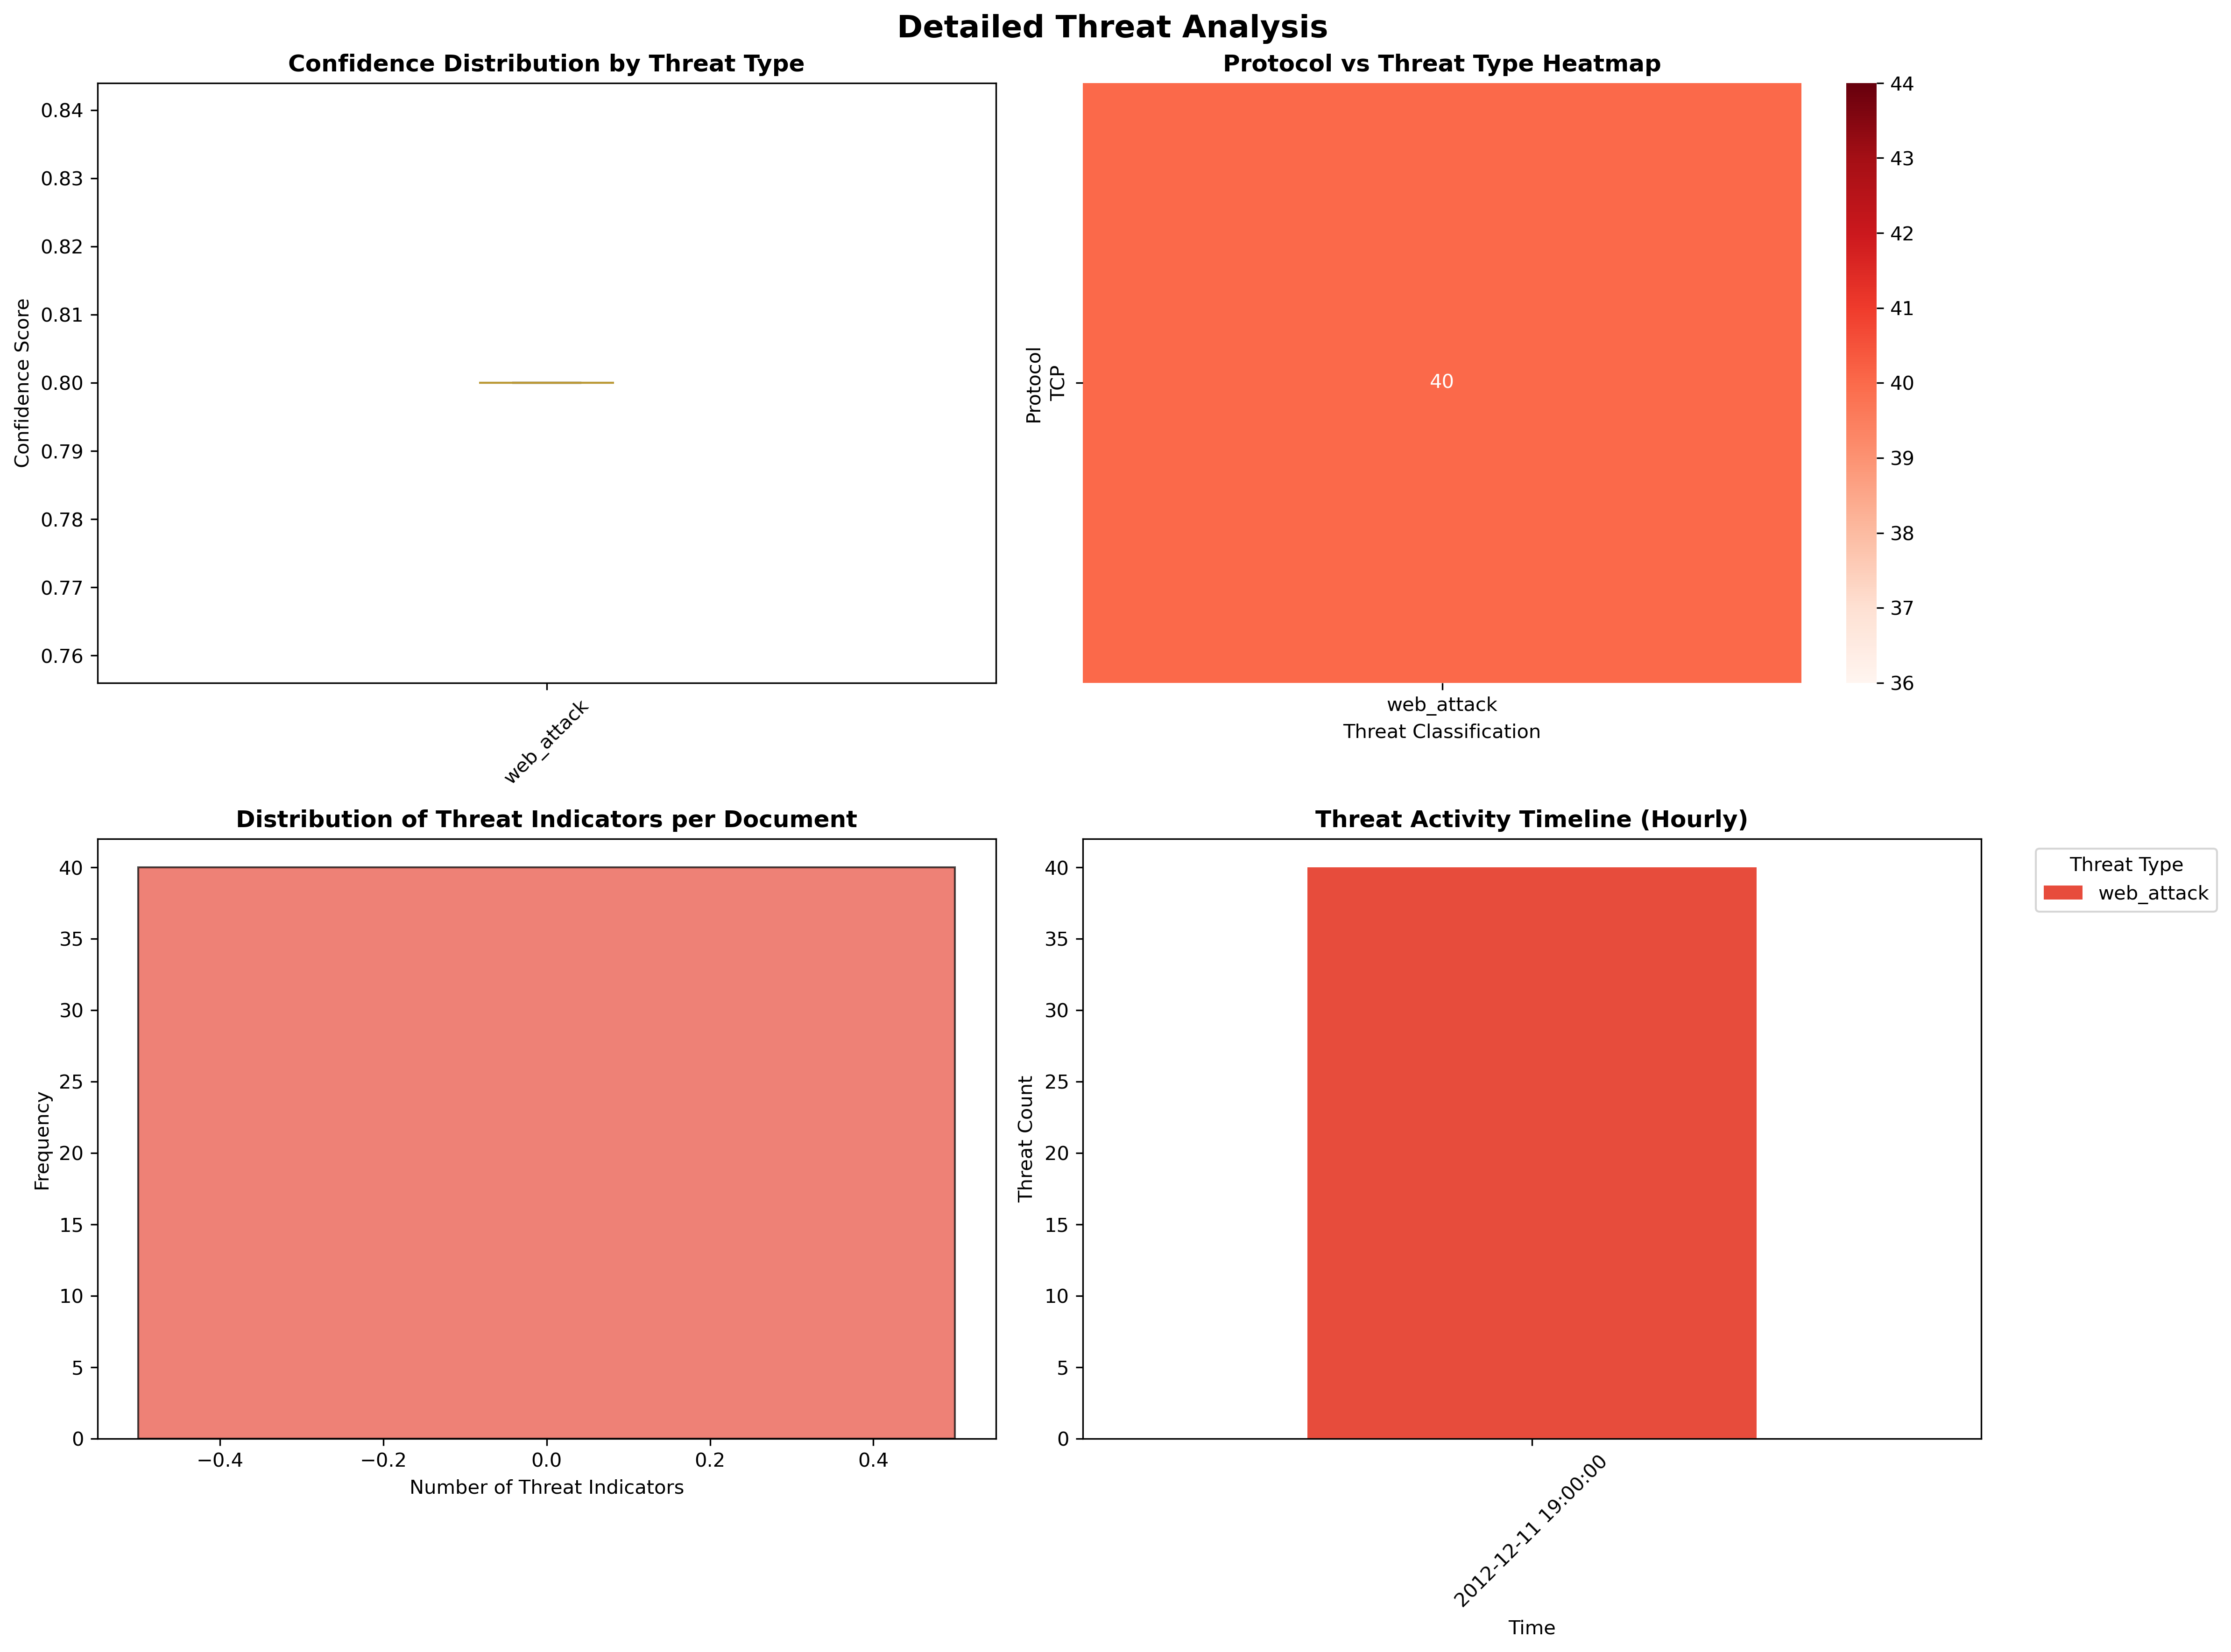 Detailed Threat Analysis
Confidence Distribution by Threat Type
Confidence Score
0.84
0.83
0.82
0.81
0.80
0.79
0.78
0.77
0.76
web_attack
Protocol vs Threat Type Heatmap
Protocol
TCP
40
web_attack
Threat Classification
44
43
42
41
40
39
38
37
36
Distribution of Threat Indicators per Document
Frequency
40
35
30
25
20
15
10
5
0
−0.4 −0.2 0.0 0.2 0.4
Number of Threat Indicators
Threat Activity Timeline (Hourly)
Threat Count
40
35
30
25
20
15
10
5
0
2012-12-11 19:00:00
Time
Threat Type
web_attack